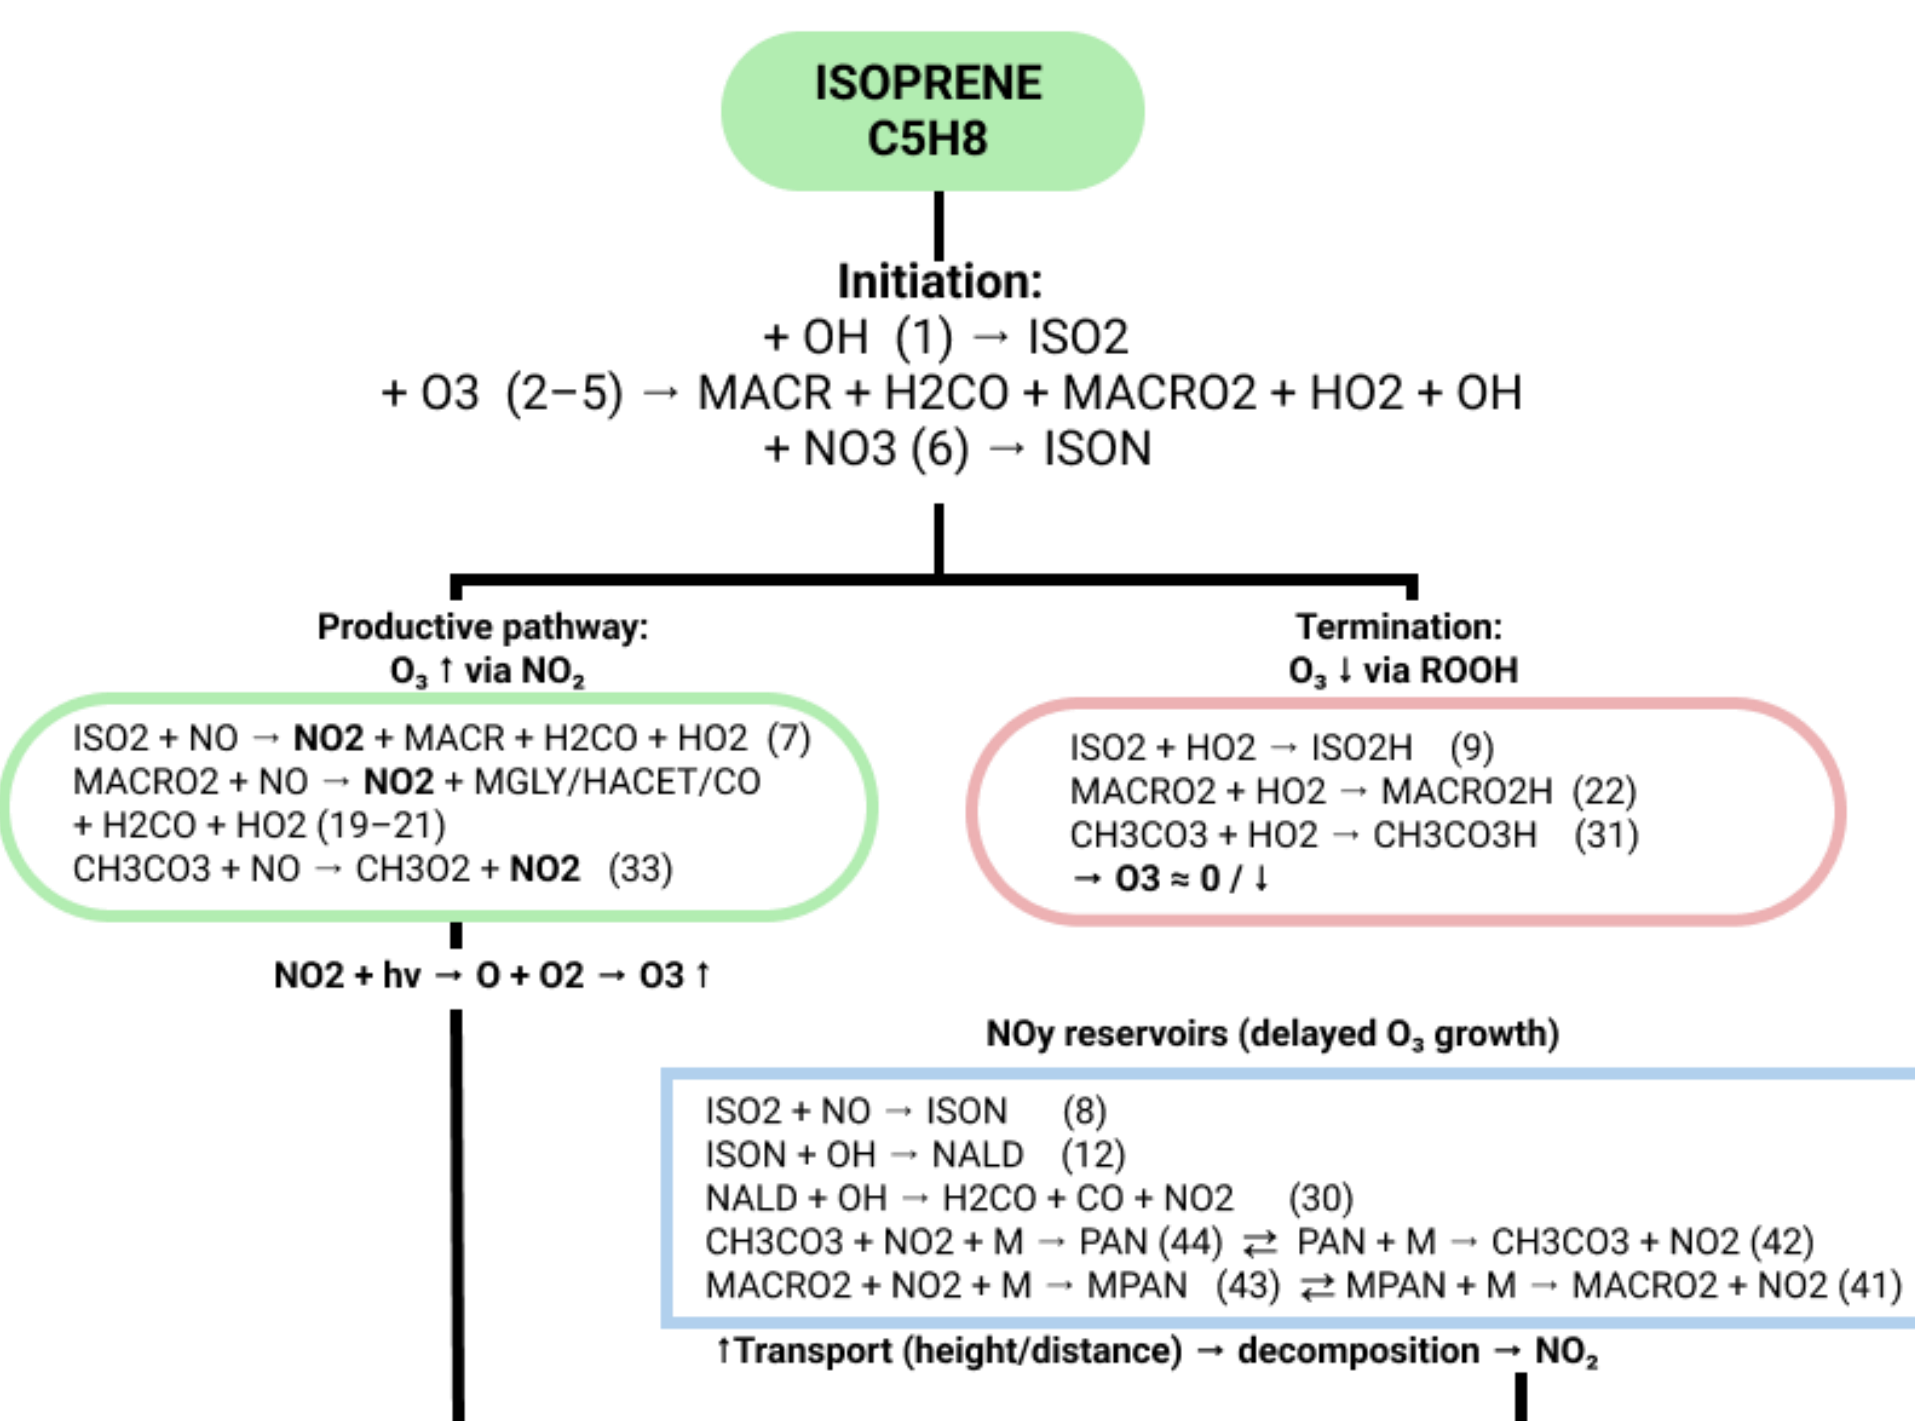 ISOPRENE
C5H8
Initiation:
+ OH (1) → ISO2
+ O3 (2–5) → MACR + H2CO + MACRO2 + HO2 + OH
+ NO3 (6) → ISON
Productive pathway:
O₃ ↑ via NO₂
ISO2 + NO → NO2 + MACR + H2CO + HO2 (7)
MACRO2 + NO → NO2 + MGLY/HACET/CO
+ H2CO + HO2 (19–21)
CH3CO3 + NO → CH3O2 + NO2 (33)
NO2 + hv → O + O2 → O3 ↑
Termination:
O₃ ↓ via ROOH
ISO2 + HO2 → ISO2H (9)
MACRO2 + HO2 → MACRO2H (22)
CH3CO3 + HO2 → CH3CO3H (31)
→ O3 ≈ 0 / ↓
NOy reservoirs (delayed O₃ growth)
ISO2 + NO → ISON (8)
ISON + OH → NALD (12)
NALD + OH → H2CO + CO + NO2 (30)
CH3CO3 + NO2 + M → PAN (44) ⇄ PAN + M → CH3CO3 + NO2 (42)
MACRO2 + NO2 + M → MPAN (43) ⇄ MPAN + M → MACRO2 + NO2 (41)
↑Transport (height/distance) → decomposition → NO₂